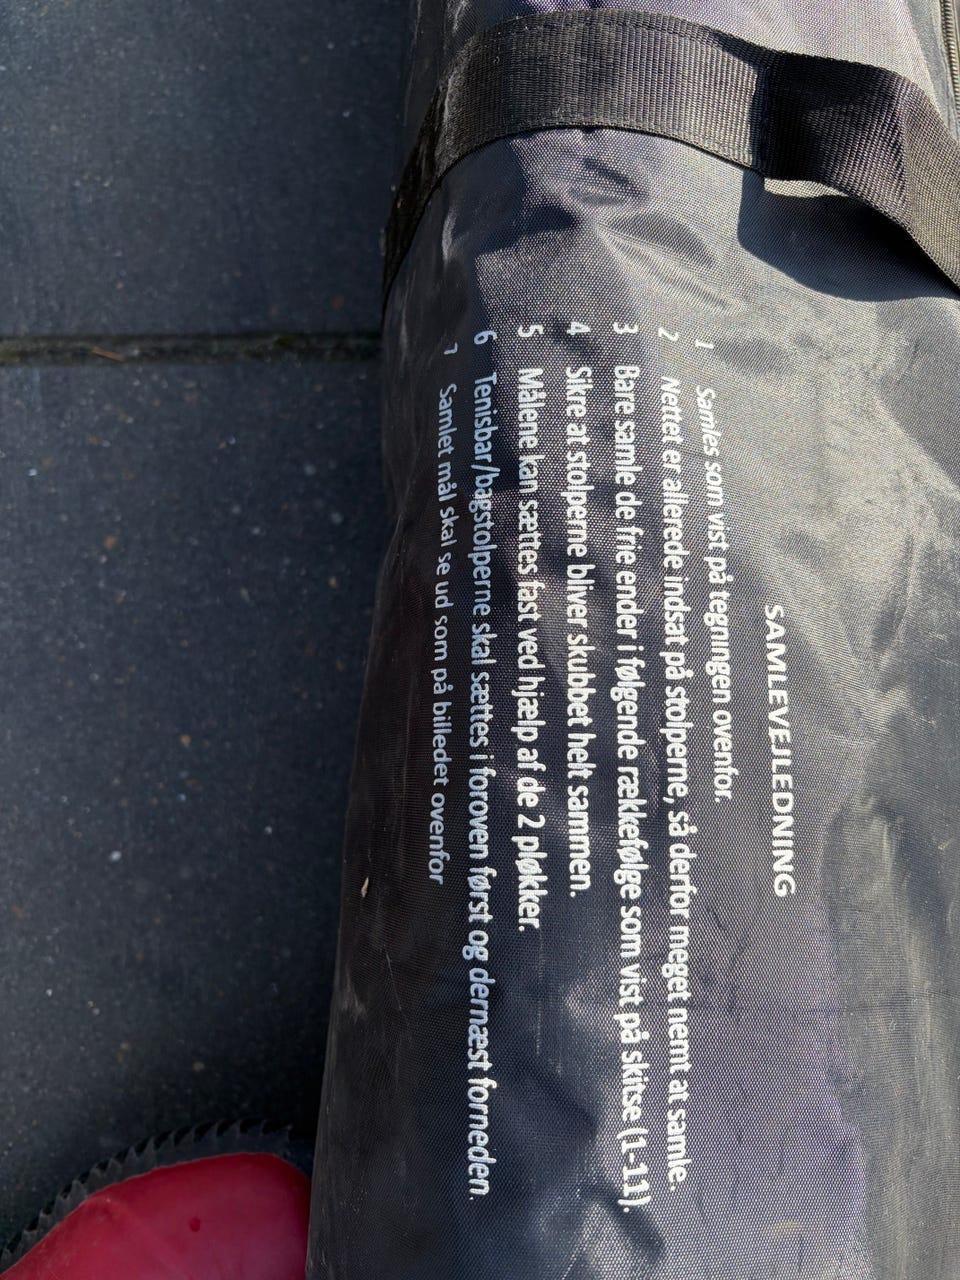 SAMLEVEJLEDNING
1 Samles som vist på tegningen ovenfor.
2 Nettet er allerede indsat på stolperne, så derfor meget nemt at samle.
3 Bare samle de frie ender i følgende rækkefølge som vist på skitse (1-11).
4 Sikre at stolperne bliver skubbet helt sammen.
5 Målene kan sættes fast ved hjælp af de 2 pløkker.
6 Tenisbar/bagstolperne skal sættes i foroven først og dernæst forneden.
7 Samlet mål skal se ud som på billedet ovenfor